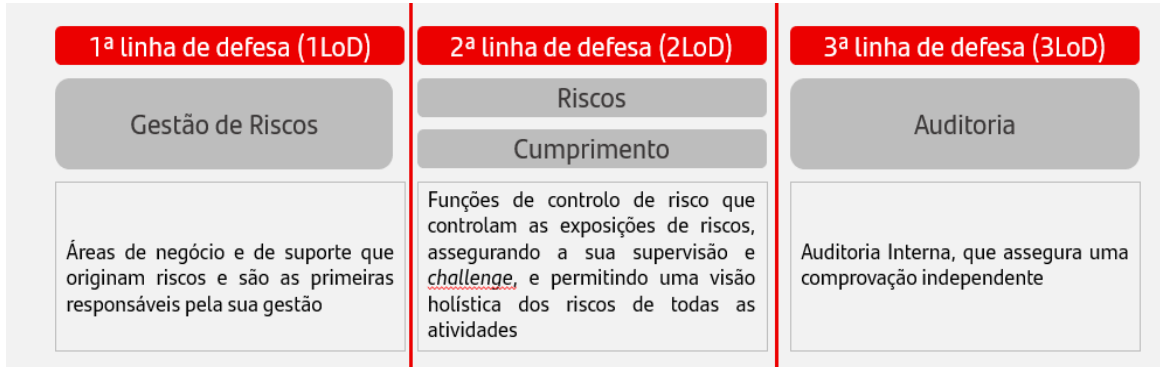 1ª linha de defesa (1LoD)
Gestão de Riscos
Áreas de negócio e de suporte que
originam riscos e são as primeiras
responsáveis pela sua gestão
2ª linha de defesa (2LoD)
Riscos
Cumprimento
Funções de controlo de risco que
controlam as exposições de riscos,
assegurando a sua supervisão e
challenge, e permitindo uma visão
holística dos riscos de todas as
atividades
3ª linha de defesa (3LoD)
Auditoria
Auditoria Interna, que assegura uma
comprovação independente